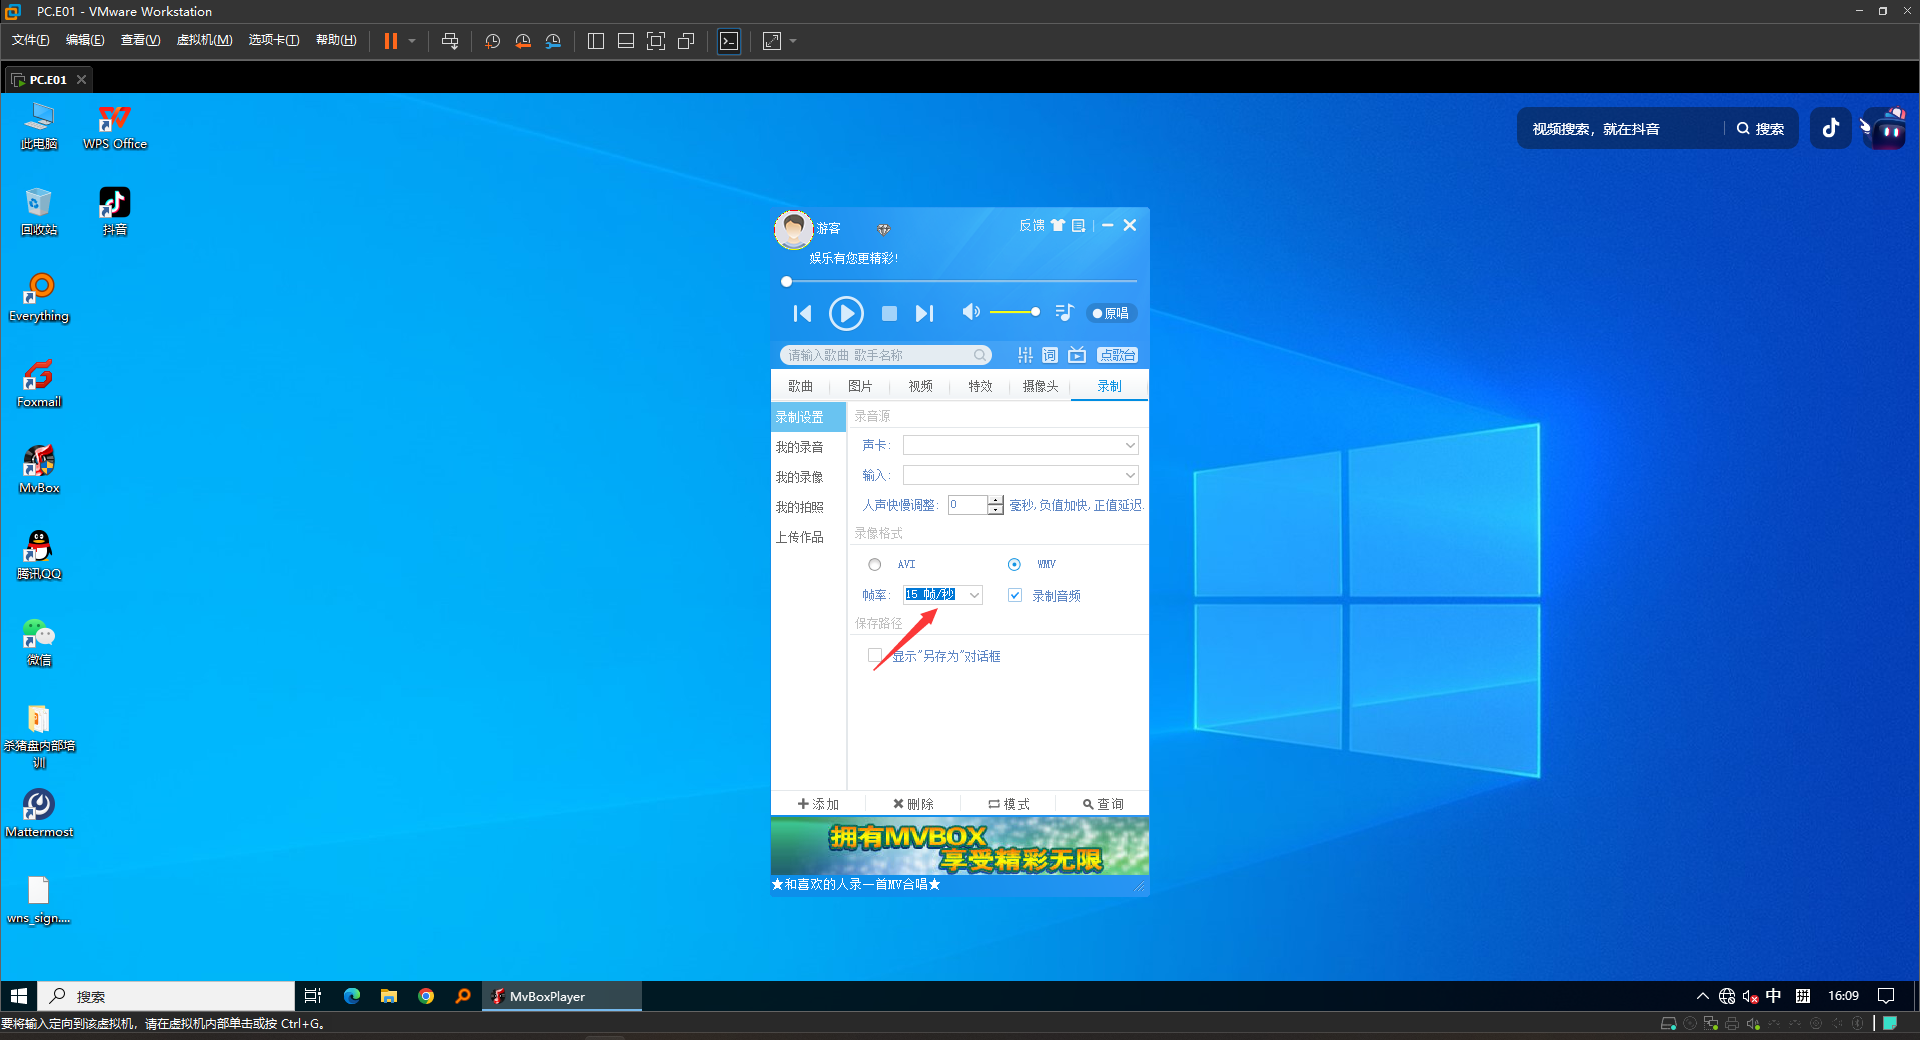 PC.E01 - VMware Workstation
文件(F) 编辑(E) 查看(V) 虚拟机(M) 选项卡(T) 帮助(H)
PC.E01
此电脑
WPS Office
回收站
抖音
Everything
Foxmail
MvBox
腾讯QQ
微信
杀猪盘内部培
训
Mattermost
wns_sign....
视频搜索，就在抖音
搜索
游客
反馈
娱乐有您更精彩!
原唱
请输入歌曲 歌手名称
词
点歌台
歌曲 图片 视频 特效 摄像头 录制
录制设置
我的录音
我的录像
我的拍照
上传作品
录音源
声卡:
输入:
人声快慢调整: 0 毫秒,负值加快,正值延迟.
录像格式
AVI WMV
帧率: 15 帧/秒 录制音频
保存路径
显示"另存为"对话框
添加 删除 模式 查询
拥有MVBOX
享受精彩无限
★和喜欢的人录一首MV合唱★
搜索
MvBoxPlayer
中
拼
16:09
要将输入定向到该虚拟机，请在虚拟机内部单击或按 Ctrl+G。